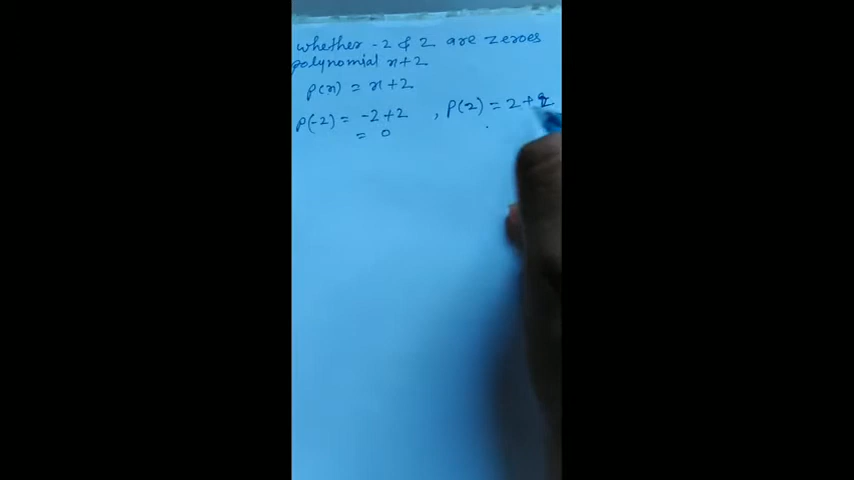 whether -2 & 2 are zeroes
polynomial x+2
p(x) = x+2
p(-2) = -2+2 , p(2) = 2+2
= 0